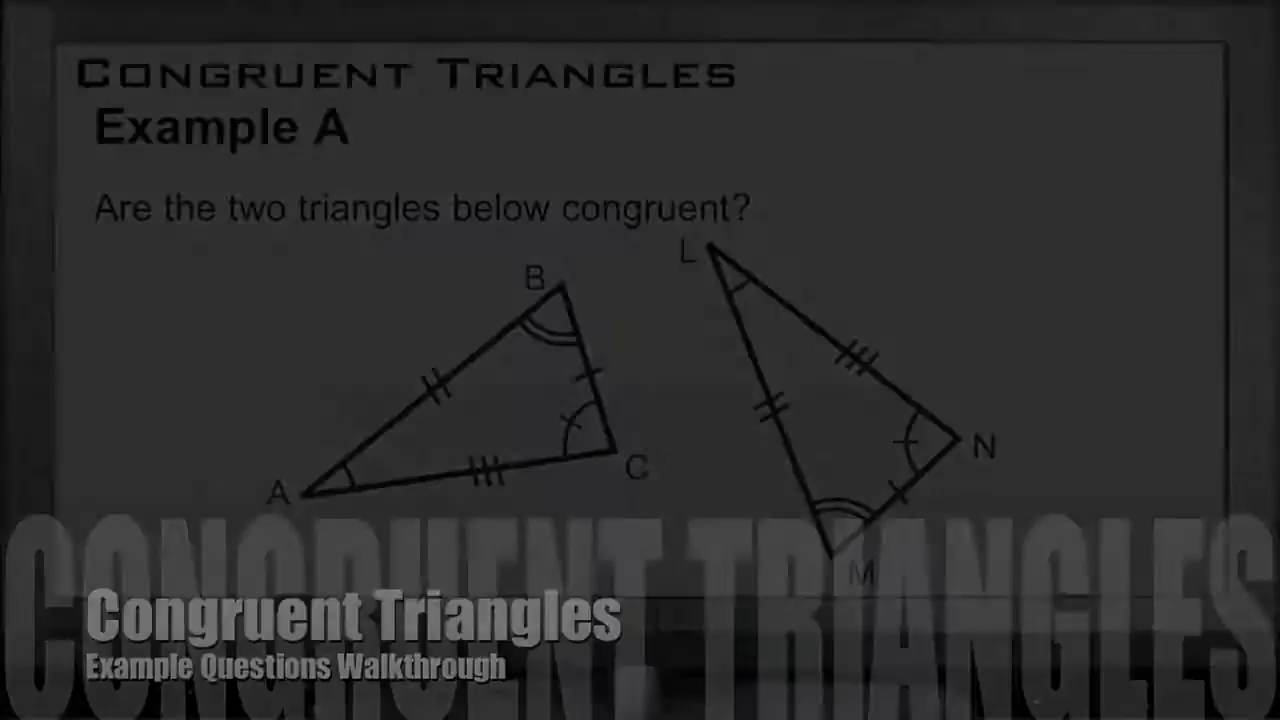 CONGRUENT TRIANGLES
Example A
Are the two triangles below congruent?
L
B
N
C
A
M
CONGRUENT TRIANGLES
Congruent Triangles
Example Questions Walkthrough